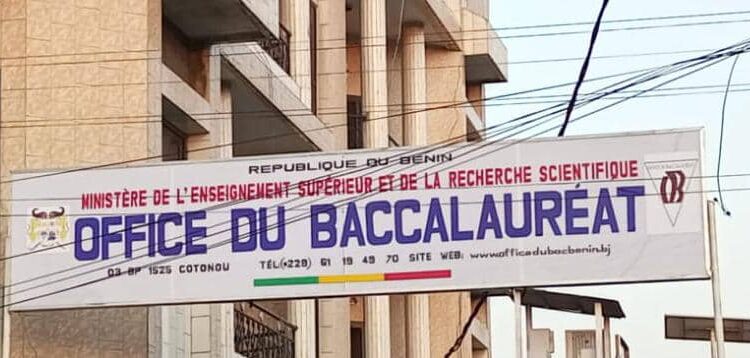 REPUBLIQUE DU BENIN
MINISTÈRE DE L'ENSEIGNEMENT SUPÉRIEUR ET DE LA RECHERCHE SCIENTIFIQUE
OFFICE DU BACCALAURÉAT
03 BP 1525 COTONOU TÉL(+229) 61 19 49 70 SITE WEB: www.officedubacbenin.bj
OB